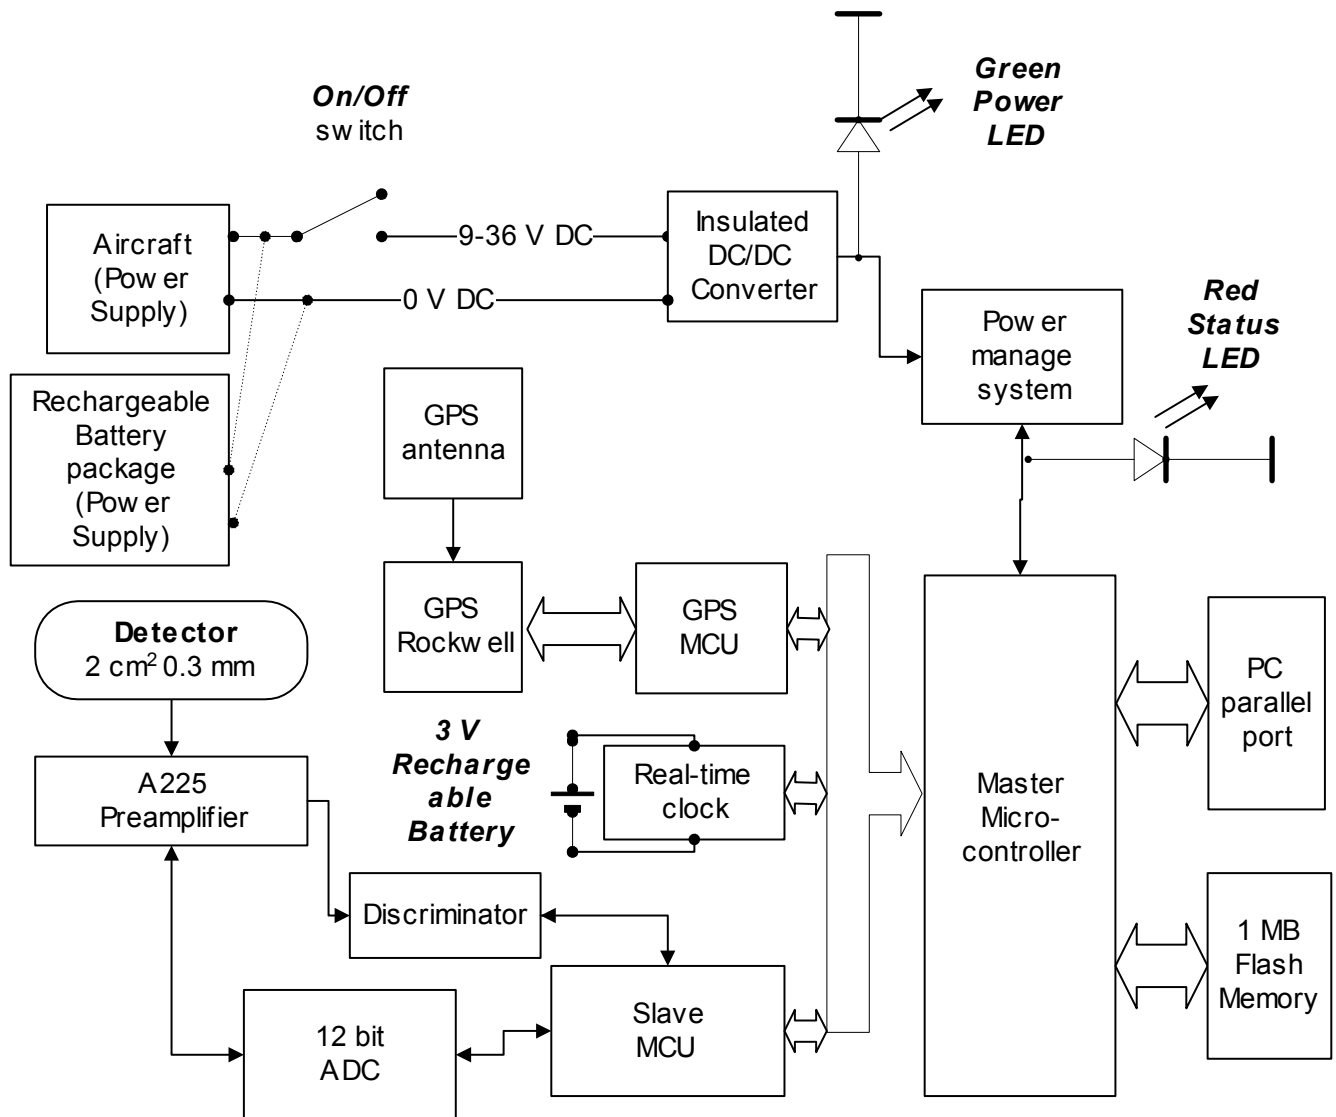 On/Off
switch
Green
Power
LED
Aircraft
(Power
Supply)
9-36 V DC
0 V DC
Insulated
DC/DC
Converter
Power
manage
system
Red
Status
LED
Rechargeable
Battery
package
(Power
Supply)
GPS
antenna
GPS
Rockwell
GPS
MCU
Detector
2 cm² 0.3 mm
PC
parallel
port
3 V
Recharge
able
Battery
Real-time
clock
A225
Preamplifier
Master
Micro-
controller
Discriminator
1 MB
Flash
Memory
Slave
MCU
12 bit
ADC